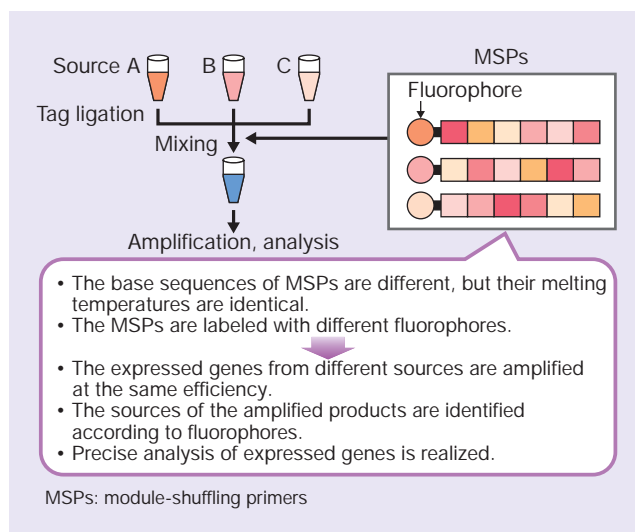 Source A
B
C
MSPs
Fluorophore
Tag ligation
Mixing
Amplification, analysis
• The base sequences of MSPs are different, but their melting
temperatures are identical.
• The MSPs are labeled with different fluorophores.
• The expressed genes from different sources are amplified
at the same efficiency.
• The sources of the amplified products are identified
according to fluorophores.
• Precise analysis of expressed genes is realized.
MSPs: module-shuffling primers